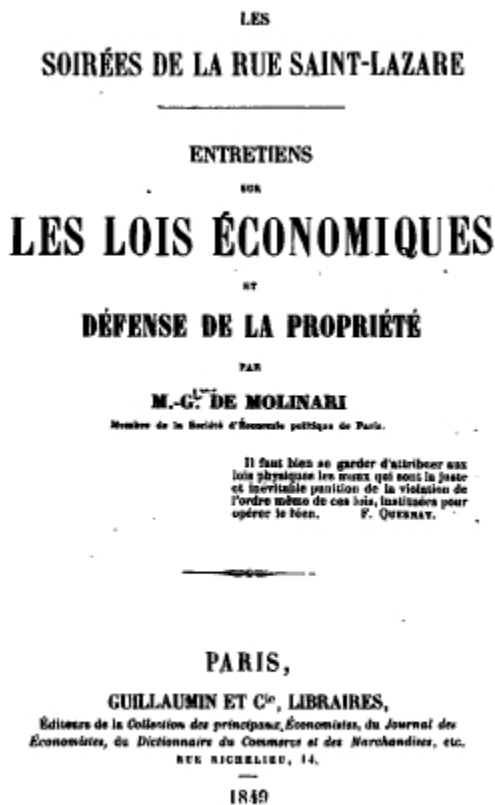 LES
SOIRÉES DE LA RUE SAINT-LAZARE
ENTRETIENS
SUR
LES LOIS ÉCONOMIQUES
ET
DÉFENSE DE LA PROPRIÉTÉ
PAR
M.-G. DE MOLINARI
Membre de la Société d'Économie politique de Paris.
Il faut bien se garder d'attribuer aux
lois physiques les maux qui sont la juste
et inévitable punition de la violation de
l'ordre même de ces lois, instituées pour
opérer le bien. F. QUESNAY.
PARIS,
GUILLAUMIN ET Cie, LIBRAIRES,
Éditeurs de la Collection des principaux Économistes, du Journal des
Économistes, du Dictionnaire du Commerce et des Marchandises, etc.
RUE RICHELIEU, 14.
1849